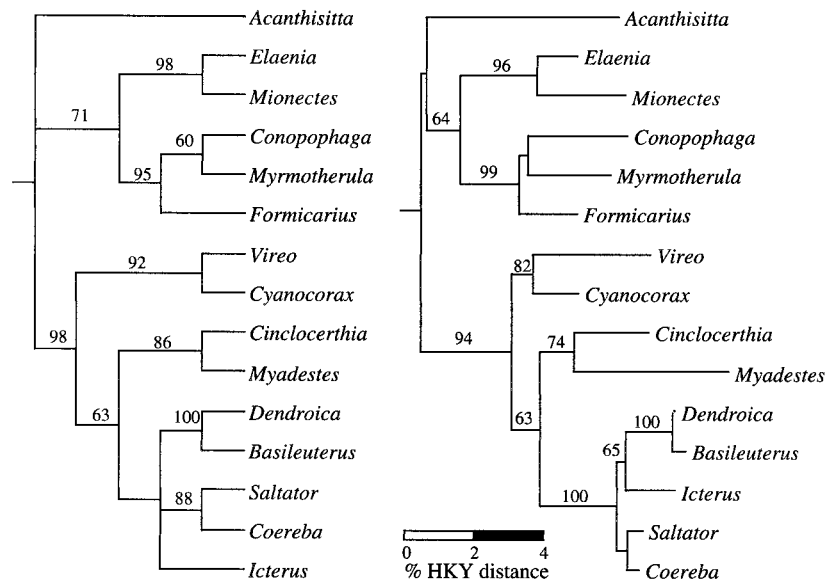 Acanthisitta
98
Elaenia
Mionectes
71
60
Conopophaga
95
Myrmotherula
Formicarius
92
Vireo
Cyanocorax
98
86
Cinclocerthia
Myadestes
63
100
Dendroica
Basileuterus
88
Saltator
Coereba
Icterus
Acanthisitta
96
Elaenia
Mionectes
64
Conopophaga
99
Myrmotherula
Formicarius
82
Vireo
Cyanocorax
94
74
Cinclocerthia
Myadestes
63
100
Dendroica
65
Basileuterus
Icterus
100
Saltator
Coereba
0 2 4
% HKY distance